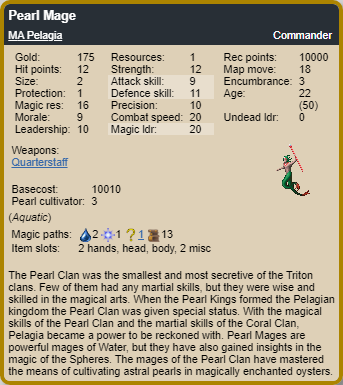 Pearl Mage
MA Pelagia Commander
Gold: 175 Resources: 1 Rec points: 10000
Hit points: 12 Strength: 12 Map move: 18
Size: 2 Attack skill: 9 Encumbrance: 3
Protection: 1 Defence skill: 11 Age: 22
Magic res: 16 Precision: 10 (50)
Morale: 9 Combat speed: 20 Undead ldr: 0
Leadership: 10 Magic ldr: 20
Weapons:
Quarterstaff
Basecost: 10010
Pearl cultivator: 3
(Aquatic)
Magic paths: 2 1 ?1 13
Item slots: 2 hands, head, body, 2 misc
The Pearl Clan was the smallest and most secretive of the Triton
clans. Few of them had any martial skills, but they were wise and
skilled in the magical arts. When the Pearl Kings formed the Pelagian
kingdom the Pearl Clan was given special status. With the magical
skills of the Pearl Clan and the martial skills of the Coral Clan,
Pelagia became a power to be reckoned with. Pearl Mages are
powerful mages of Water, but they have also gained insights in the
magic of the Spheres. The mages of the Pearl Clan have mastered
the means of cultivating astral pearls in magically enchanted oysters.